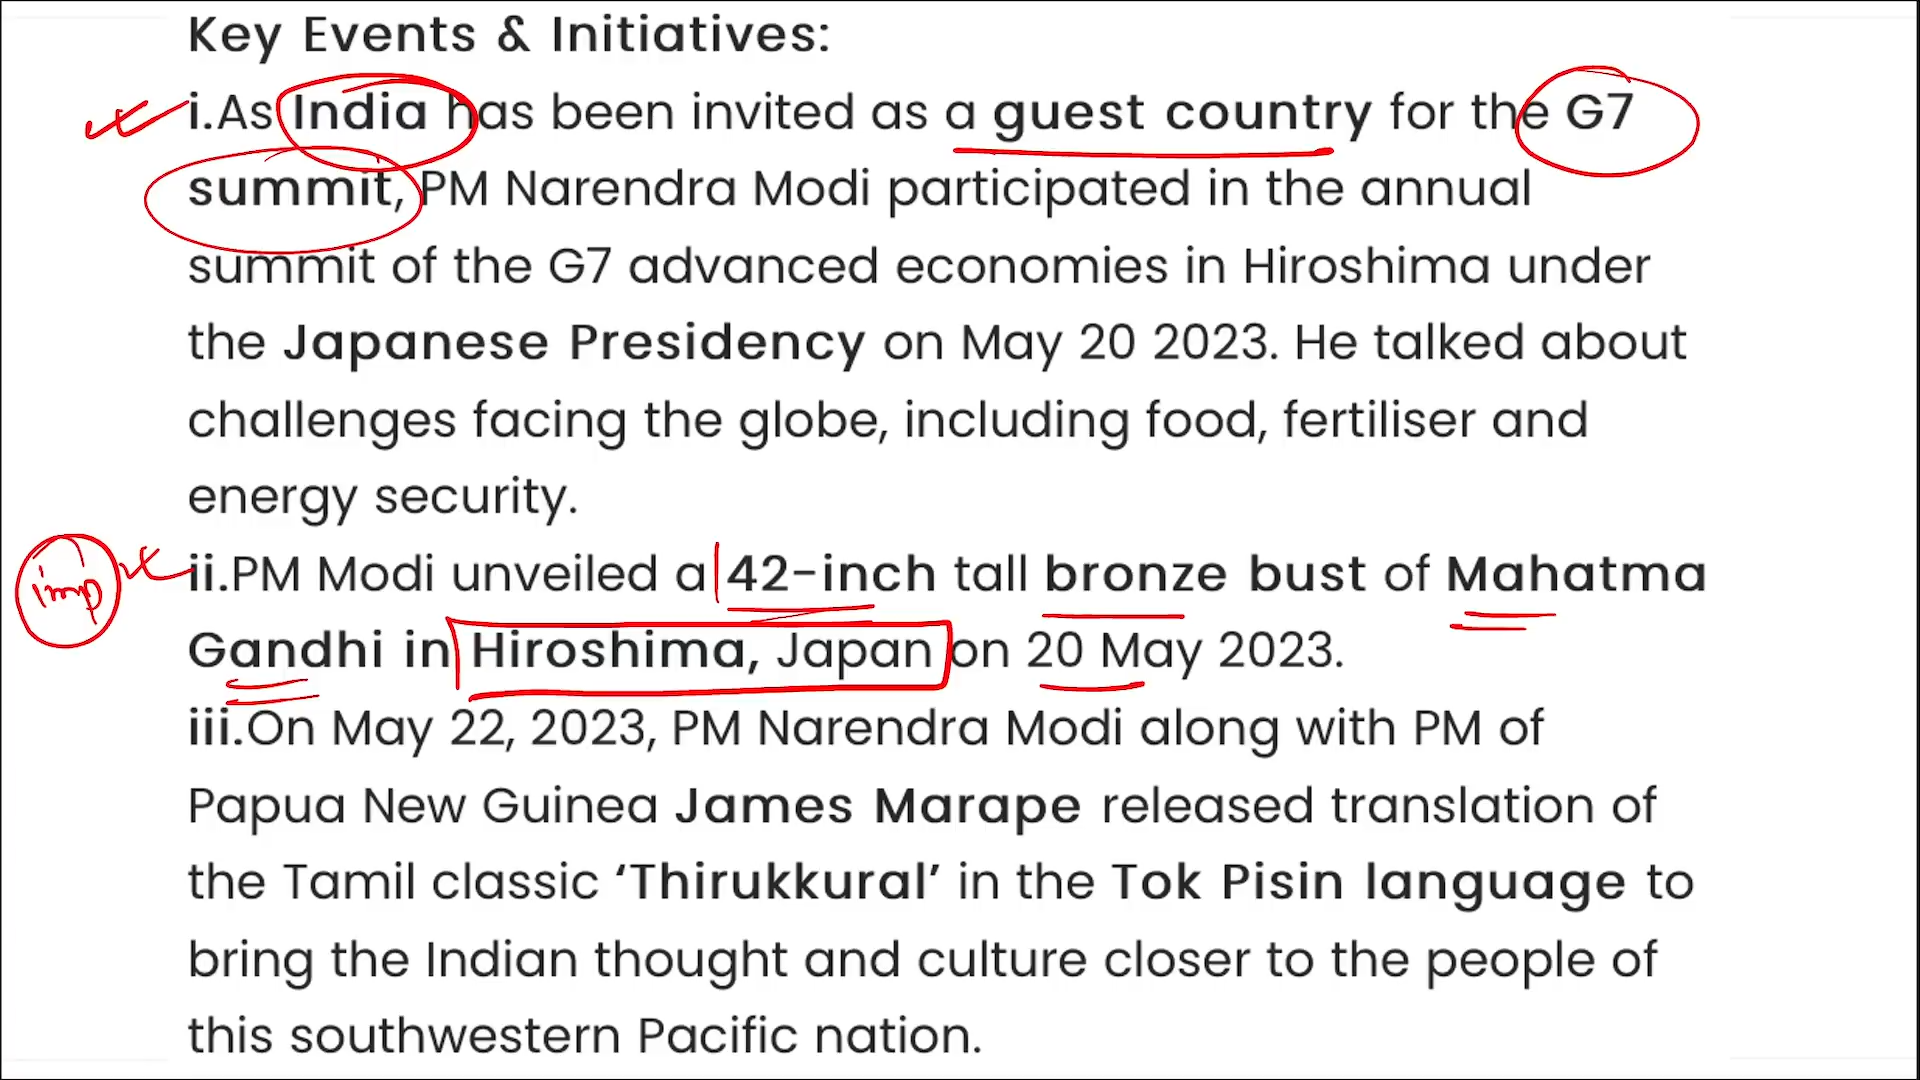 Key Events & Initiatives:
i.As India has been invited as a guest country for the G7
summit, PM Narendra Modi participated in the annual
summit of the G7 advanced economies in Hiroshima under
the Japanese Presidency on May 20 2023. He talked about
challenges facing the globe, including food, fertiliser and
energy security.
imp
ii.PM Modi unveiled a 42-inch tall bronze bust of Mahatma
Gandhi in Hiroshima, Japan on 20 May 2023.
iii.On May 22, 2023, PM Narendra Modi along with PM of
Papua New Guinea James Marape released translation of
the Tamil classic ‘Thirukkural’ in the Tok Pisin language to
bring the Indian thought and culture closer to the people of
this southwestern Pacific nation.